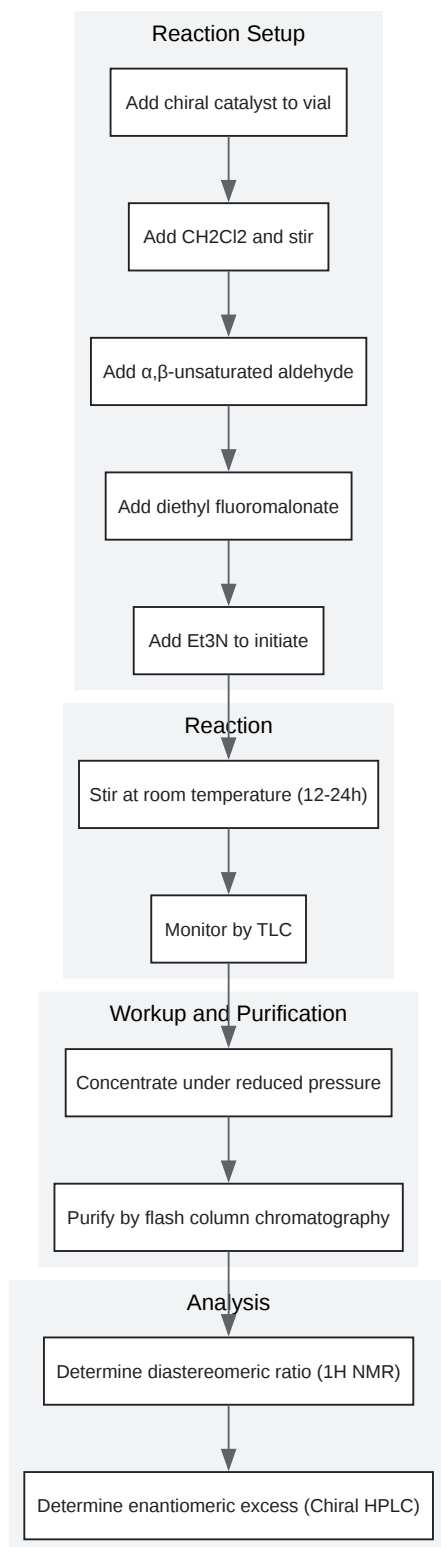 Reaction Setup
Add chiral catalyst to vial
Add CH2Cl2 and stir
Add α,β-unsaturated aldehyde
Add diethyl fluoromalonate
Add Et3N to initiate
Reaction
Stir at room temperature (12-24h)
Monitor by TLC
Workup and Purification
Concentrate under reduced pressure
Purify by flash column chromatography
Analysis
Determine diastereomeric ratio (1H NMR)
Determine enantiomeric excess (Chiral HPLC)